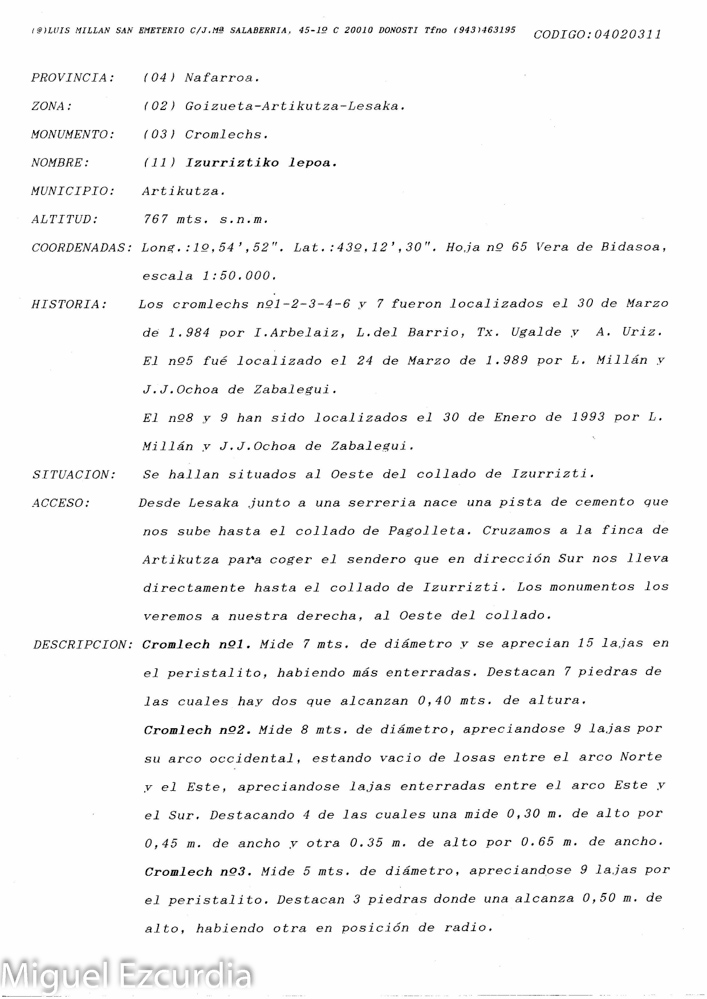 (@)LUIS MILLAN SAN EMETERIO C/J.Mª SALABERRIA, 45-1º C 20010 DONOSTI Tfno (943)463195 CODIGO:04020311
PROVINCIA: (04) Nafarroa.
ZONA: (02) Goizueta-Artikutza-Lesaka.
MONUMENTO: (03) Cromlechs.
NOMBRE: (11) Izurriztiko lepoa.
MUNICIPIO: Artikutza.
ALTITUD: 767 mts. s.n.m.
COORDENADAS: Long.:1º,54',52". Lat.:43º,12',30". Hoja nº 65 Vera de Bidasoa,
escala 1:50.000.
HISTORIA: Los cromlechs nº1-2-3-4-6 y 7 fueron localizados el 30 de Marzo
de 1.984 por I.Arbelaiz, L.del Barrio, Tx. Ugalde y A. Uriz.
El nº5 fué localizado el 24 de Marzo de 1.989 por L. Millán y
J.J.Ochoa de Zabalegui.
El nº8 y 9 han sido localizados el 30 de Enero de 1993 por L.
Millán y J.J.Ochoa de Zabalegui.
SITUACION: Se hallan situados al Oeste del collado de Izurrizti.
ACCESO: Desde Lesaka junto a una serreria nace una pista de cemento que
nos sube hasta el collado de Pagolleta. Cruzamos a la finca de
Artikutza para coger el sendero que en dirección Sur nos lleva
directamente hasta el collado de Izurrizti. Los monumentos los
veremos a nuestra derecha, al Oeste del collado.
DESCRIPCION: Cromlech nº1. Mide 7 mts. de diámetro y se aprecian 15 lajas en
el peristalito, habiendo más enterradas. Destacan 7 piedras de
las cuales hay dos que alcanzan 0,40 mts. de altura.
Cromlech nº2. Mide 8 mts. de diámetro, apreciandose 9 lajas por
su arco occidental, estando vacio de losas entre el arco Norte
y el Este, apreciandose lajas enterradas entre el arco Este y
el Sur. Destacando 4 de las cuales una mide 0,30 m. de alto por
0,45 m. de ancho y otra 0.35 m. de alto por 0.65 m. de ancho.
Cromlech nº3. Mide 5 mts. de diámetro, apreciandose 9 lajas por
el peristalito. Destacan 3 piedras donde una alcanza 0,50 m. de
alto, habiendo otra en posición de radio.
Miguel Ezcurdia